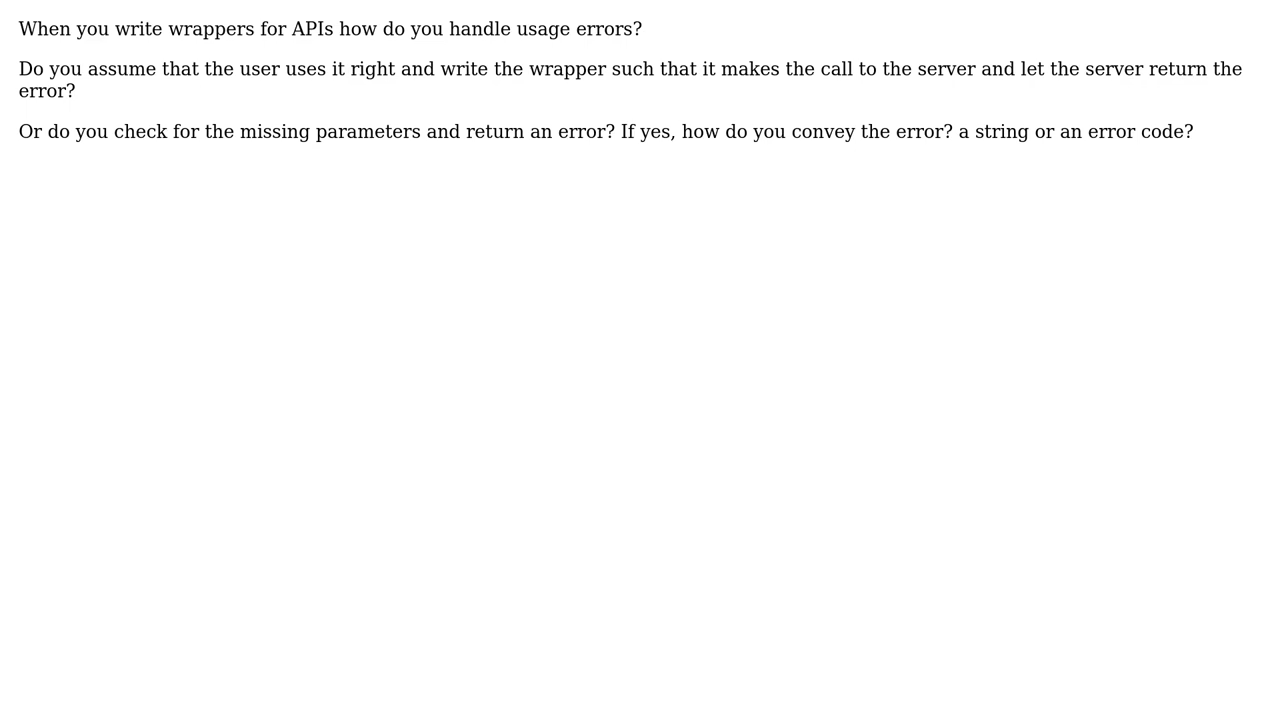 When you write wrappers for APIs how do you handle usage errors?
Do you assume that the user uses it right and write the wrapper such that it makes the call to the server and let the server return the
error?
Or do you check for the missing parameters and return an error? If yes, how do you convey the error? a string or an error code?